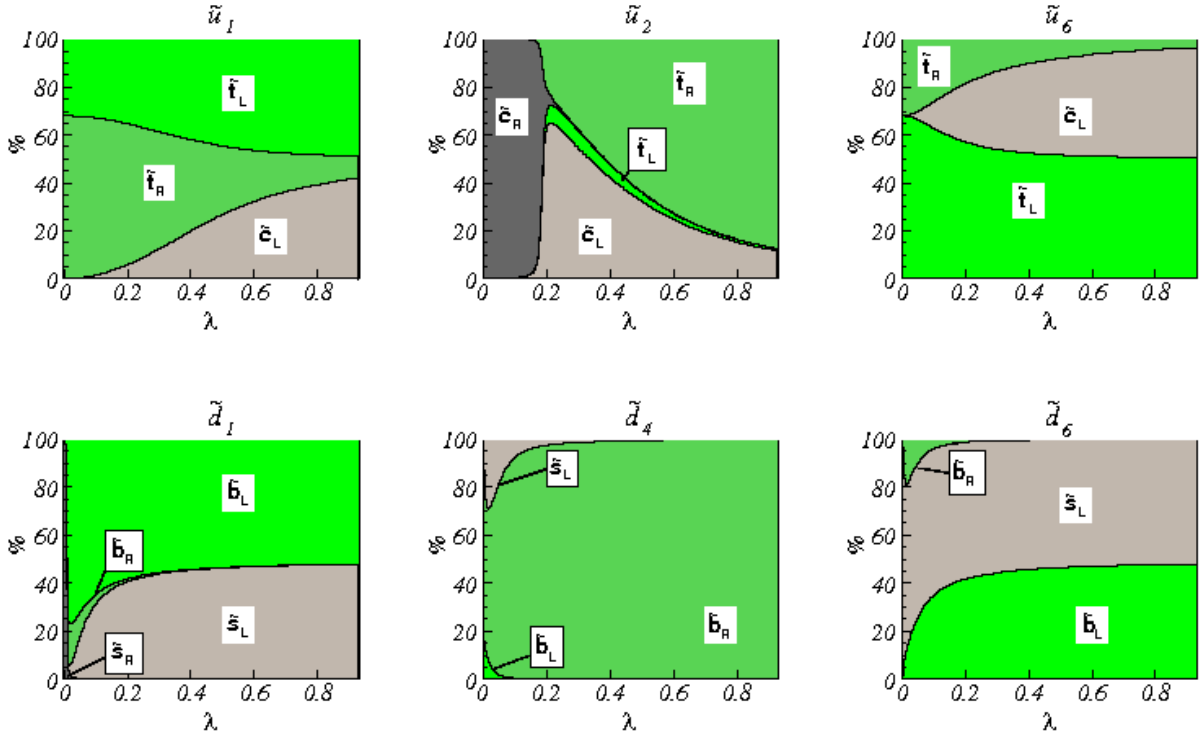 ũ₁ ũ₂ ũ₆
100 100 100
80 80 80
% 60 % 60 % 60
40 40 40
20 20 20
0 0 0
t̃L c̃R t̃R t̃R
t̃L c̃L
t̃R t̃L
c̃L c̃L
0 0.2 0.4 0.6 0.8 0 0.2 0.4 0.6 0.8 0 0.2 0.4 0.6 0.8
λ λ λ
d̃₁ d̃₄ d̃₆
100 100 100
80 80 80
% 60 % 60 % 60
40 40 40
20 20 20
0 0 0
b̃L s̃L b̃R
b̃R s̃L
s̃L b̃R b̃L
s̃R b̃L
0 0.2 0.4 0.6 0.8 0 0.2 0.4 0.6 0.8 0 0.2 0.4 0.6 0.8
λ λ λ